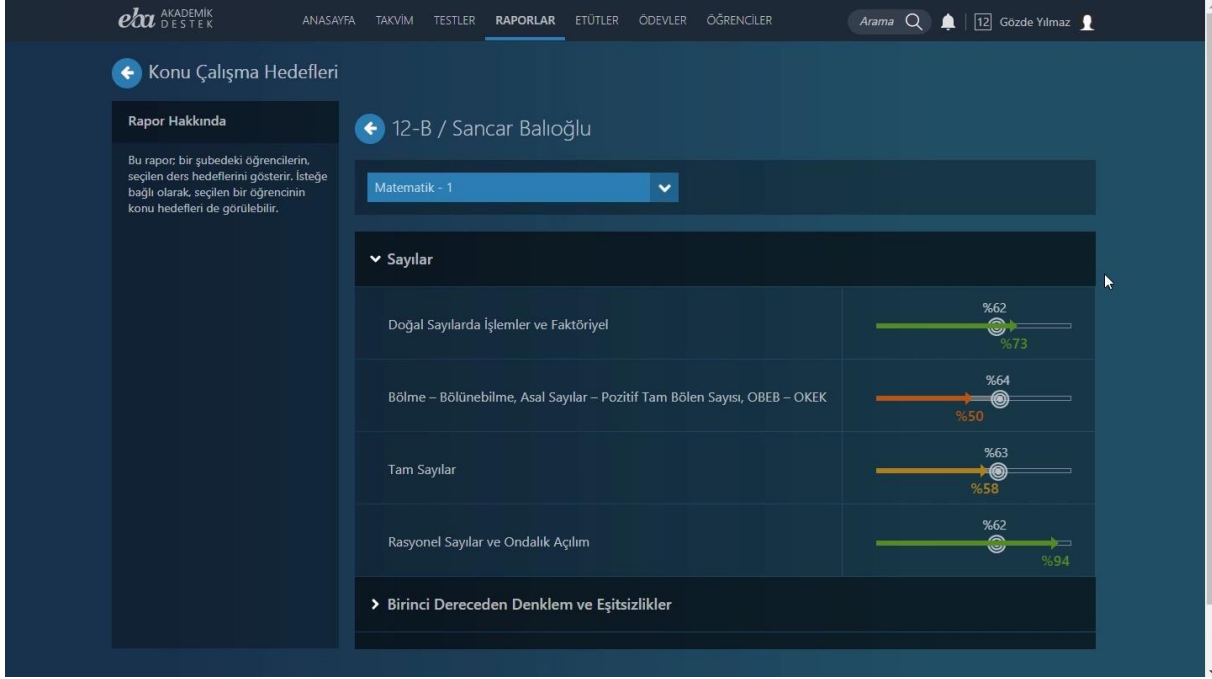 eba AKADEMİK DESTEK
ANASAYFA TAKVİM TESTLER RAPORLAR ETÜTLER ÖDEVLER ÖĞRENCİLER Arama 12 Gözde Yılmaz
Konu Çalışma Hedefleri
Rapor Hakkında
Bu rapor; bir şubedeki öğrencilerin,
seçilen ders hedeflerini gösterir. İsteğe
bağlı olarak, seçilen bir öğrencinin
konu hedefleri de görülebilir.
12-B / Sancar Balıoğlu
Matematik - 1
Sayılar
Doğal Sayılarda İşlemler ve Faktöriyel
%62
%73
Bölme – Bölünebilme, Asal Sayılar – Pozitif Tam Bölen Sayısı, OBEB – OKEK
%64
%50
Tam Sayılar
%63
%58
Rasyonel Sayılar ve Ondalık Açılım
%62
%94
Birinci Dereceden Denklem ve Eşitsizlikler